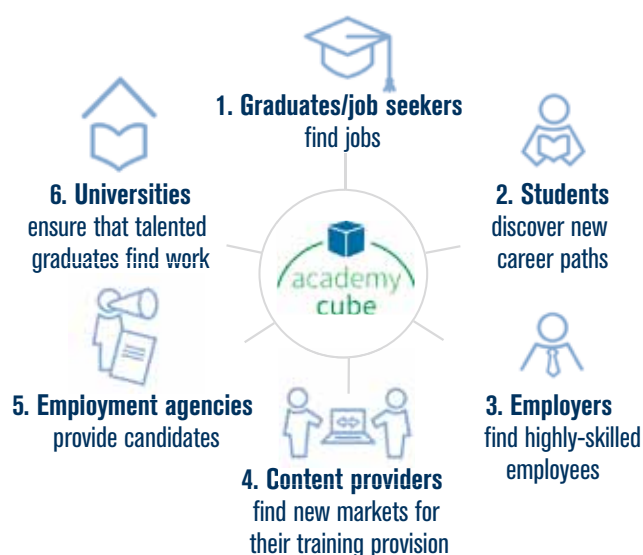 1. Graduates/job seekers
find jobs
2. Students
discover new
career paths
3. Employers
find highly-skilled
employees
4. Content providers
find new markets for
their training provision
5. Employment agencies
provide candidates
6. Universities
ensure that talented
graduates find work
academy
cube